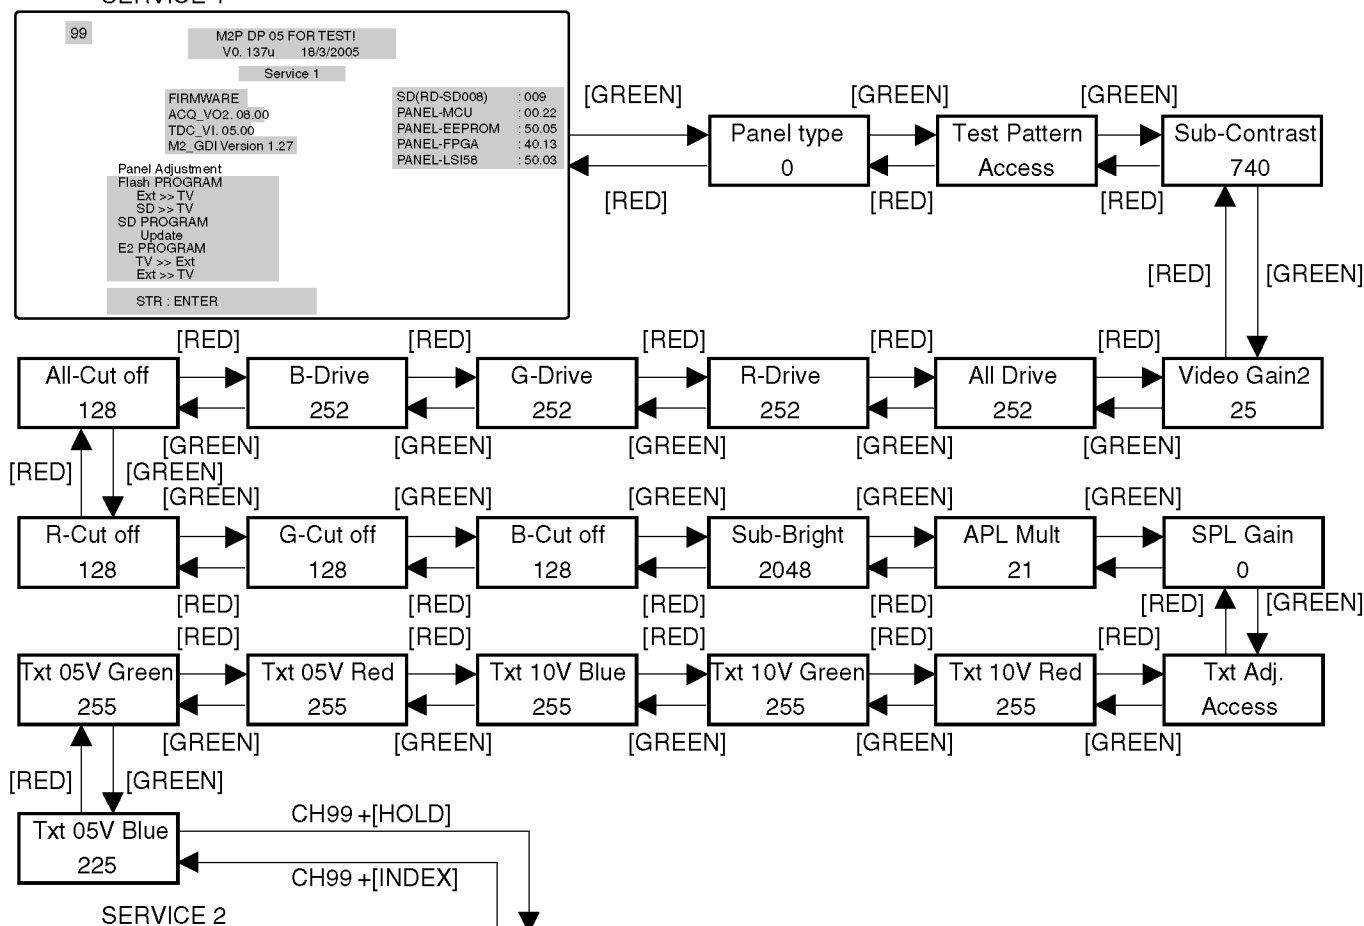 SERVICE 1
99
M2P DP 05 FOR TEST!
V0. 137u 18/3/2005
Service 1
FIRMWARE
ACQ_VO2. 08.00
TDC_VI. 05.00
M2_GDI Version 1.27
SD(RD-SD008) : 009
PANEL-MCU : 00.22
PANEL-EEPROM : 50.05
PANEL-FPGA : 40.13
PANEL-LSI58 : 50.03
Panel Adjustment
Flash PROGRAM
Ext >> TV
SD >> TV
SD PROGRAM
Update
E2 PROGRAM
TV >> Ext
Ext >> TV
STR : ENTER
[GREEN] [GREEN] [GREEN]
Panel type
0
Test Pattern
Access
Sub-Contrast
740
[RED] [RED] [RED]
[RED] [GREEN]
[RED] [RED] [RED] [RED] [RED]
All-Cut off
128
B-Drive
252
G-Drive
252
R-Drive
252
All Drive
252
Video Gain2
25
[GREEN] [GREEN] [GREEN] [GREEN] [GREEN]
[RED] [GREEN]
[GREEN] [GREEN] [GREEN] [GREEN] [GREEN]
R-Cut off
128
G-Cut off
128
B-Cut off
128
Sub-Bright
2048
APL Mult
21
SPL Gain
0
[RED] [RED] [RED] [RED] [RED] [GREEN]
[RED] [RED] [RED] [RED] [RED]
Txt 05V Green
255
Txt 05V Red
255
Txt 10V Blue
255
Txt 10V Green
255
Txt 10V Red
255
Txt Adj.
Access
[GREEN] [GREEN] [GREEN] [GREEN] [GREEN]
[RED] [GREEN]
Txt 05V Blue
225
CH99 +[HOLD]
CH99 +[INDEX]
SERVICE 2